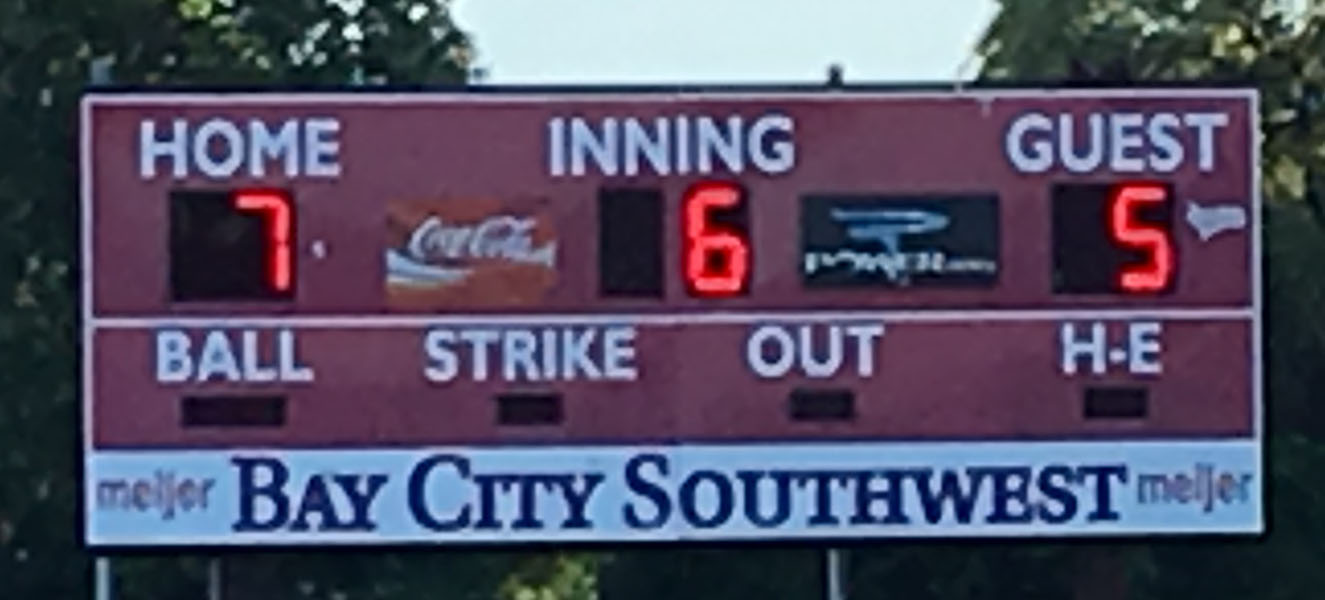 HOME INNING GUEST
7 Coca-Cola 6 POWER 5
BALL STRIKE OUT H-E
meijer BAY CITY SOUTHWEST meijer